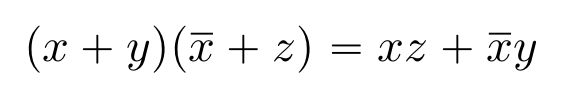 (x + y)(x̅ + z) = xz + x̅y